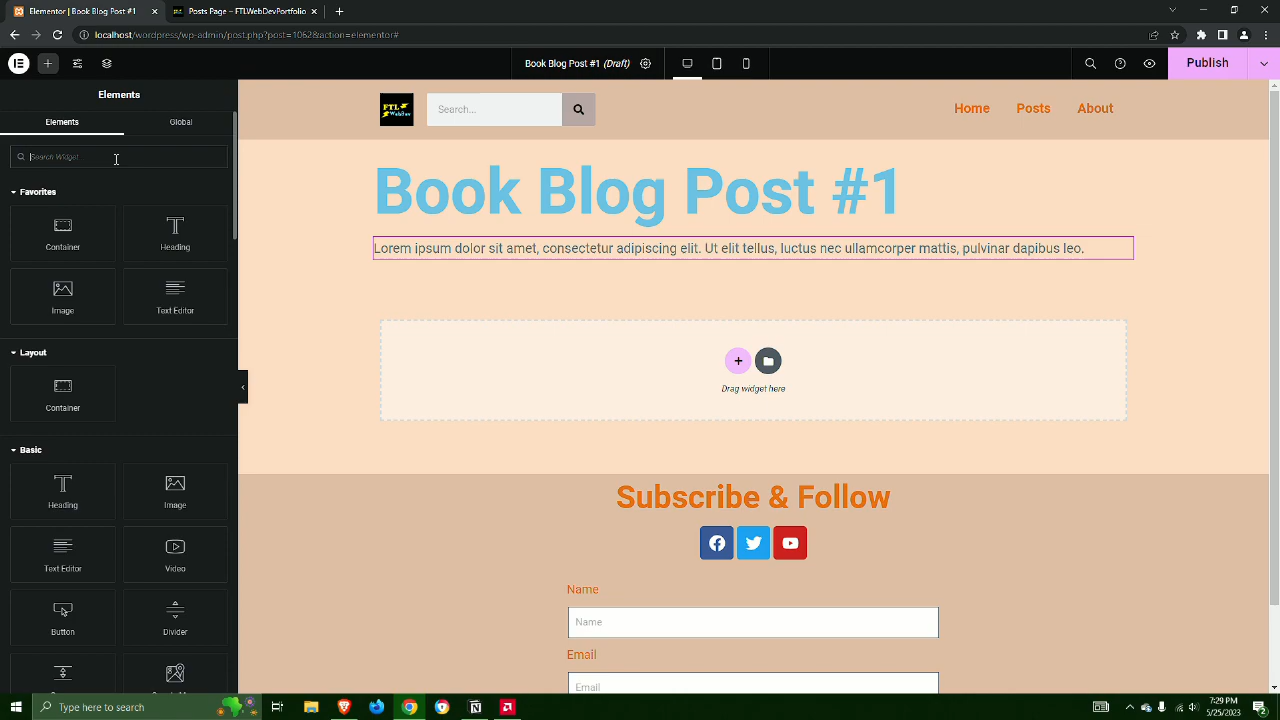 Elementor | Book Blog Post #1
Posts Page – FTLWebDevPortfolio
localhost/wordpress/wp-admin/post.php?post=1062&action=elementor#
Book Blog Post #1 (Draft)
Publish
Elements
Elements
Global
Search Widget
Favorites
Container
Heading
Image
Text Editor
Layout
Container
Basic
Heading
Image
Text Editor
Video
Button
Divider
FTL
WebDev
Search...
Home
Posts
About
Book Blog Post #1
Lorem ipsum dolor sit amet, consectetur adipiscing elit. Ut elit tellus, luctus nec ullamcorper mattis, pulvinar dapibus leo.
Drag widget here
Subscribe & Follow
Name
Name
Email
Email
Type here to search
7:29 PM
5/25/2023
2